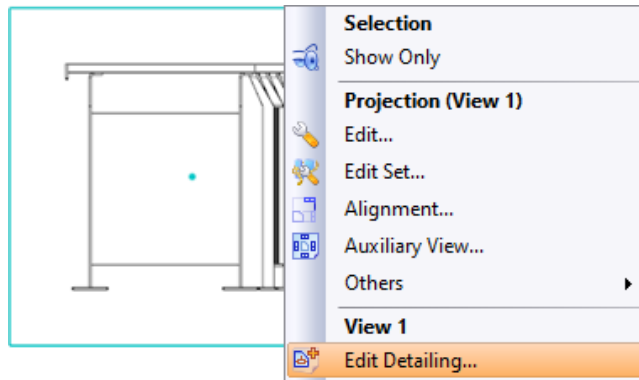 Selection
Show Only
Projection (View 1)
Edit...
Edit Set...
Alignment...
Auxiliary View...
Others
View 1
Edit Detailing...